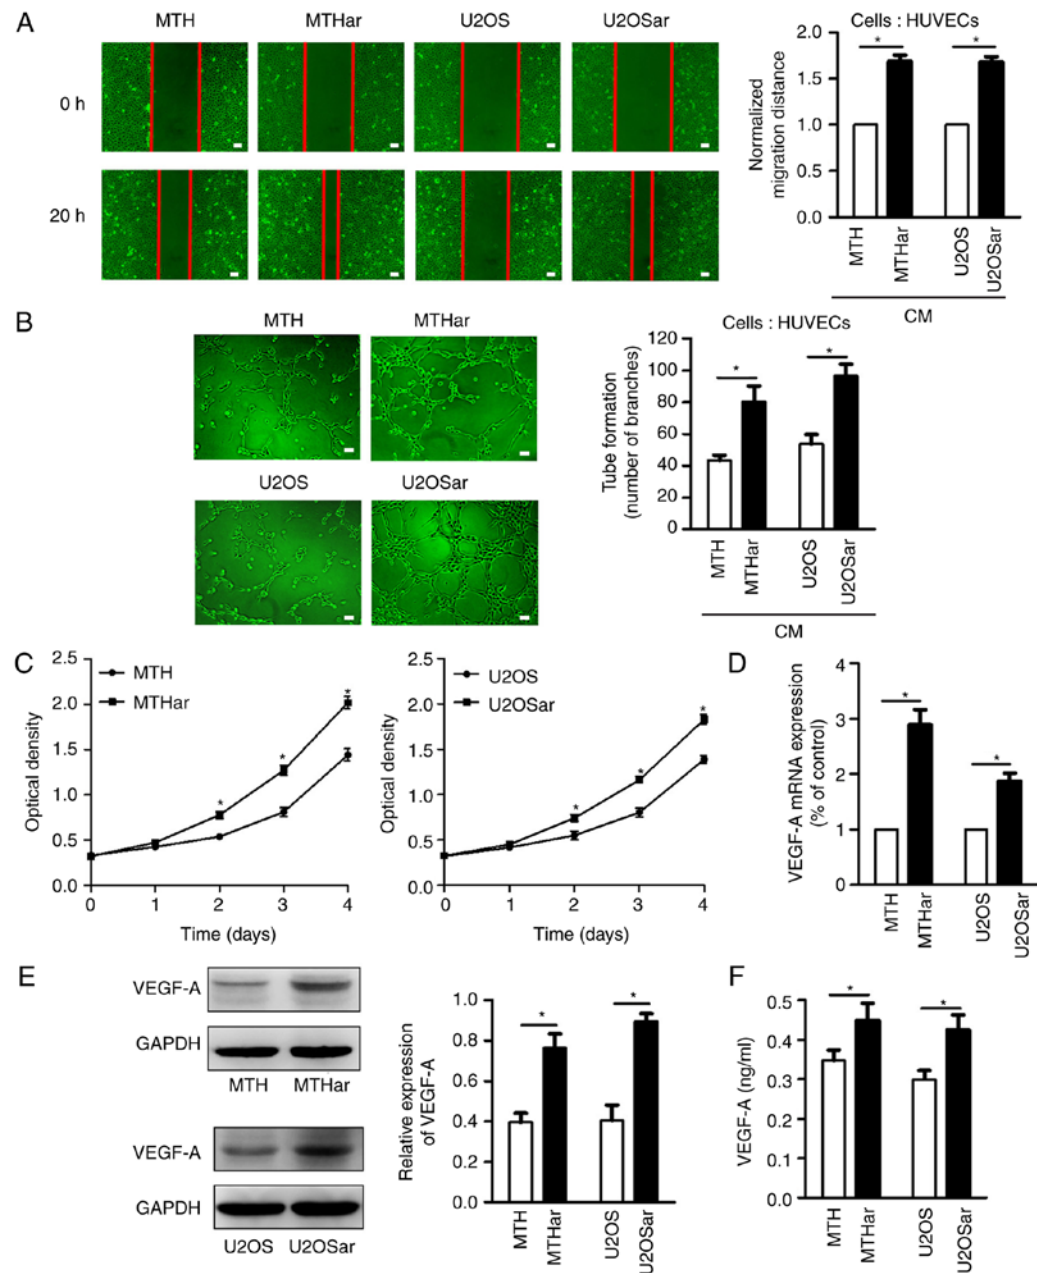 A
MTH MTHar U2OS U2OSar
0 h
20 h
Cells : HUVECs
Normalized
migration distance
2.0
1.5
1.0
1.5
0.0
* *
MTH MTHar U2OS U2OSar
CM
B
MTH MTHar
U2OS U2OSar
Cells : HUVECs
Tube formation
(number of branches)
120
100
80
60
40
20
0
* *
MTH MTHar U2OS U2OSar
CM
C
Optical density
2.5
2.0
1.5
1.0
0.5
0.0
MTH
MTHar
* * *
0 1 2 3 4
Time (days)
Optical density
2.5
2.0
1.5
1.0
0.5
0.0
U2OS
U2OSar
* * *
0 1 2 3 4
Time (days)
D
VEGF-A mRNA expression
(% of control)
4
3
2
1
0
* *
MTH MTHar U2OS U2OSar
E
VEGF-A
GAPDH
MTH MTHar
VEGF-A
GAPDH
U2OS U2OSar
Relative expression
of VEGF-A
1.0
0.8
0.6
0.4
0.2
0.0
* *
MTH MTHar U2OS U2OSar
F
VEGF-A (ng/ml)
0.5
0.4
0.3
0.2
0.1
0.0
* *
MTH MTHar U2OS U2OSar